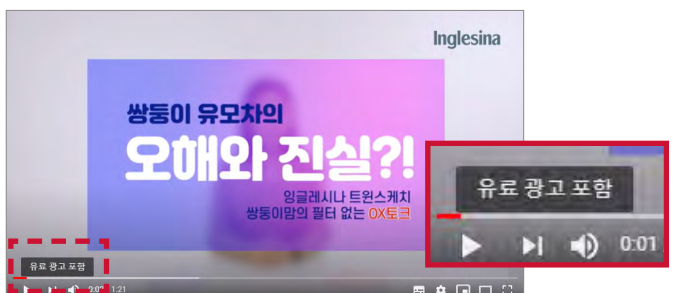 Inglesina
쌍둥이 유모차의
오해와 진실?!
잉글레시나 트윈스케치
쌍둥이맘의 필터 없는 OX토크
유료 광고 포함
1:21
유료 광고 포함
0:01